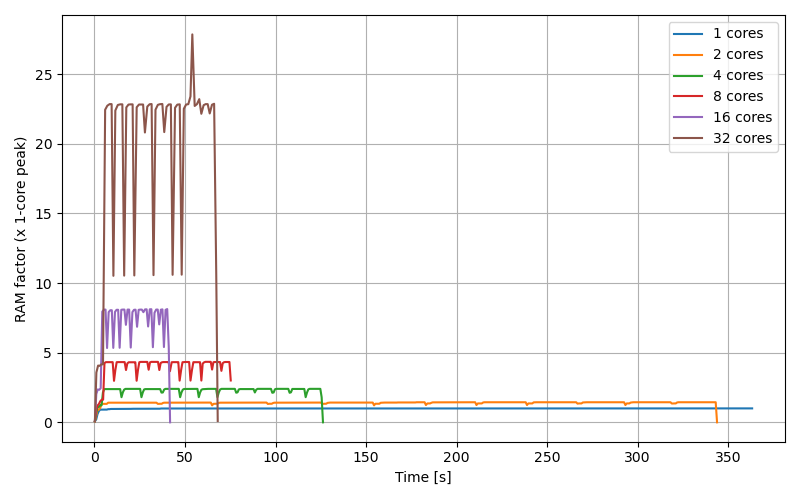 1 cores
2 cores
4 cores
8 cores
16 cores
32 cores
RAM factor (x 1-core peak)
25
20
15
10
5
0
0
50
100
150
200
250
300
350
Time [s]